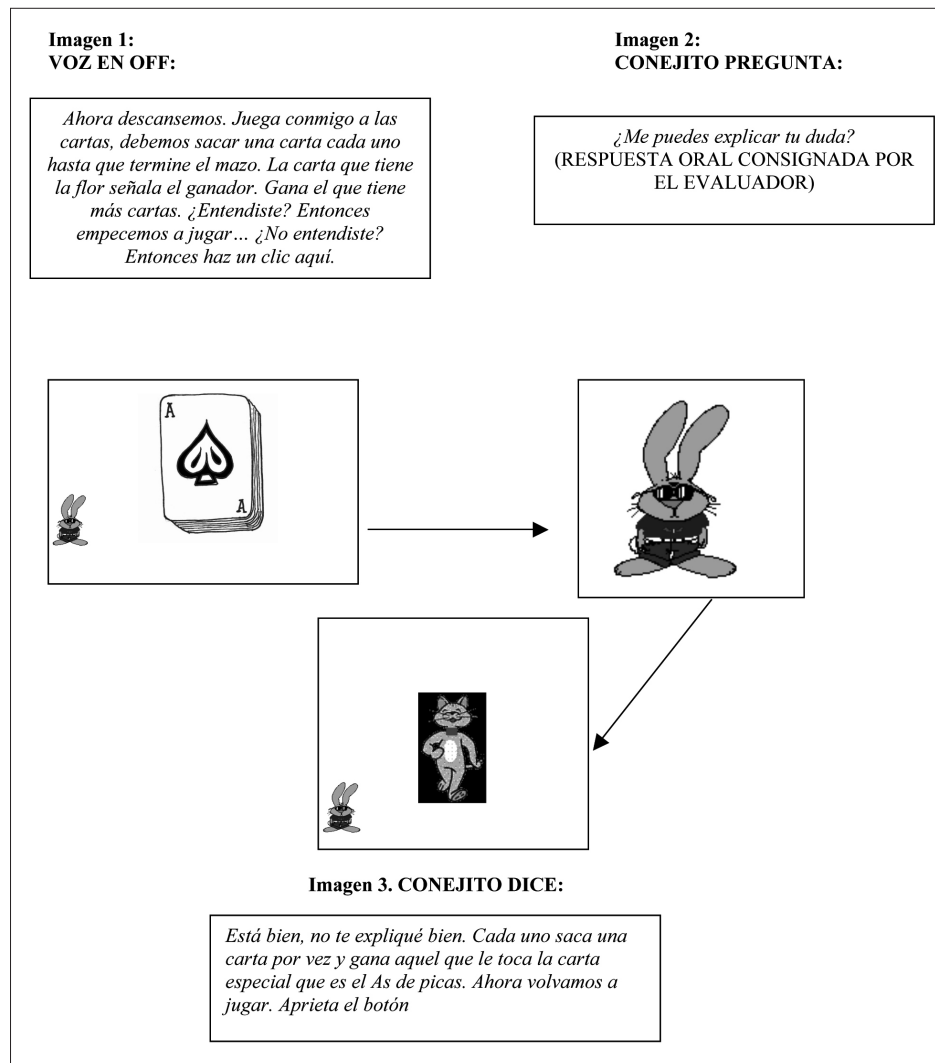 Imagen 1:
VOZ EN OFF:
Ahora descansemos. Juega conmigo a las
cartas, debemos sacar una carta cada uno
hasta que termine el mazo. La carta que tiene
la flor señala el ganador. Gana el que tiene
más cartas. ¿Entendiste? Entonces
empecemos a jugar… ¿No entendiste?
Entonces haz un clic aquí.
Imagen 2:
CONEJITO PREGUNTA:
¿Me puedes explicar tu duda?
(RESPUESTA ORAL CONSIGNADA POR
EL EVALUADOR)
A
A
Imagen 3. CONEJITO DICE:
Está bien, no te expliqué bien. Cada uno saca una
carta por vez y gana aquel que le toca la carta
especial que es el As de picas. Ahora volvamos a
jugar. Aprieta el botón